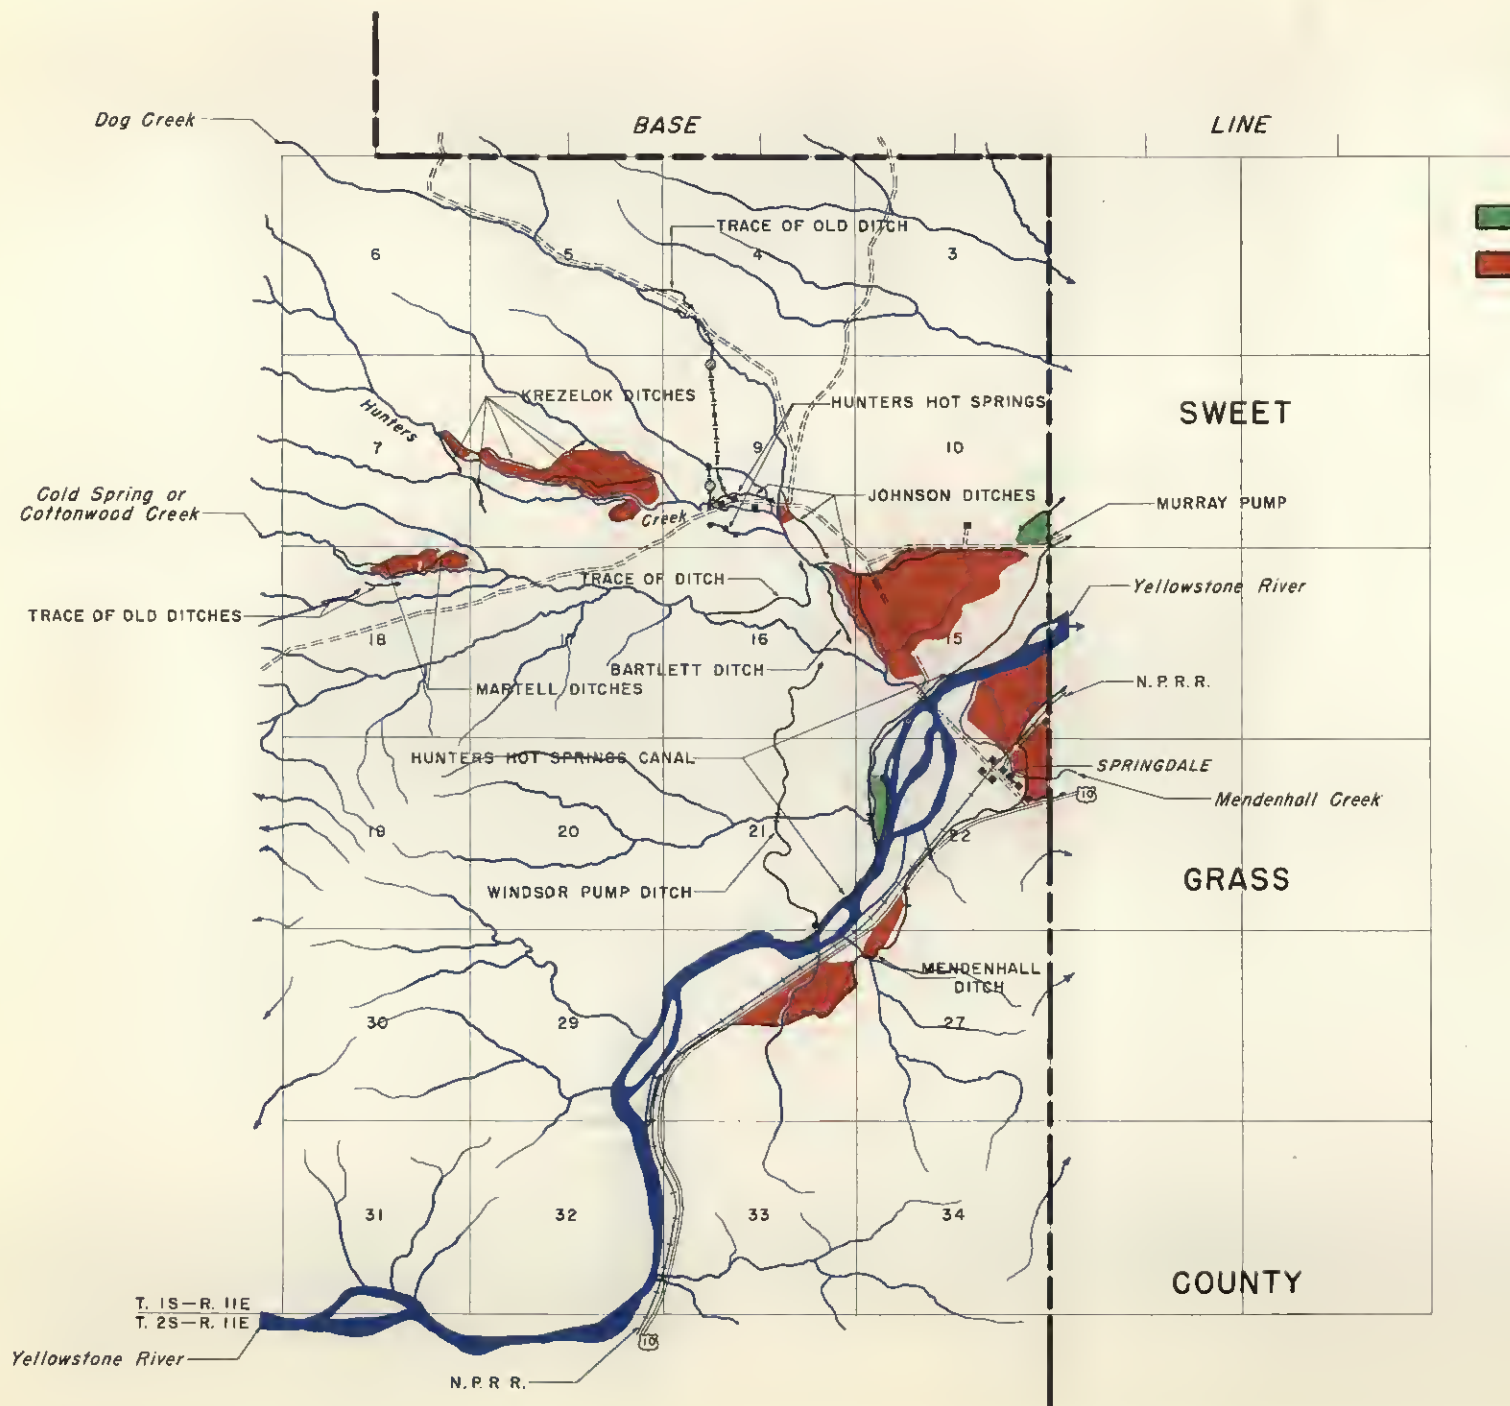 Dog Creek
BASE
LINE
TRACE OF OLD DITCH
6
5
4
3
KREZELOK DITCHES
HUNTERS HOT SPRINGS
SWEET
Hunters
7
9
10
Cold Spring or
Cottonwood Creek
JOHNSON DITCHES
MURRAY PUMP
Creek
TRACE OF DITCH
Yellowstone River
TRACE OF OLD DITCHES
18
17
16
15
BARTLETT DITCH
MARTELL DITCHES
N.P.R.R.
HUNTERS HOT SPRINGS CANAL
SPRINGDALE
10
Mendenhall Creek
19
20
21
22
WINDSOR PUMP DITCH
GRASS
MENDENHALL
DITCH
30
29
27
31
32
33
34
COUNTY
T. 1S—R. 11E
T. 2S—R. 11E
Yellowstone River
10
N.P.R R.